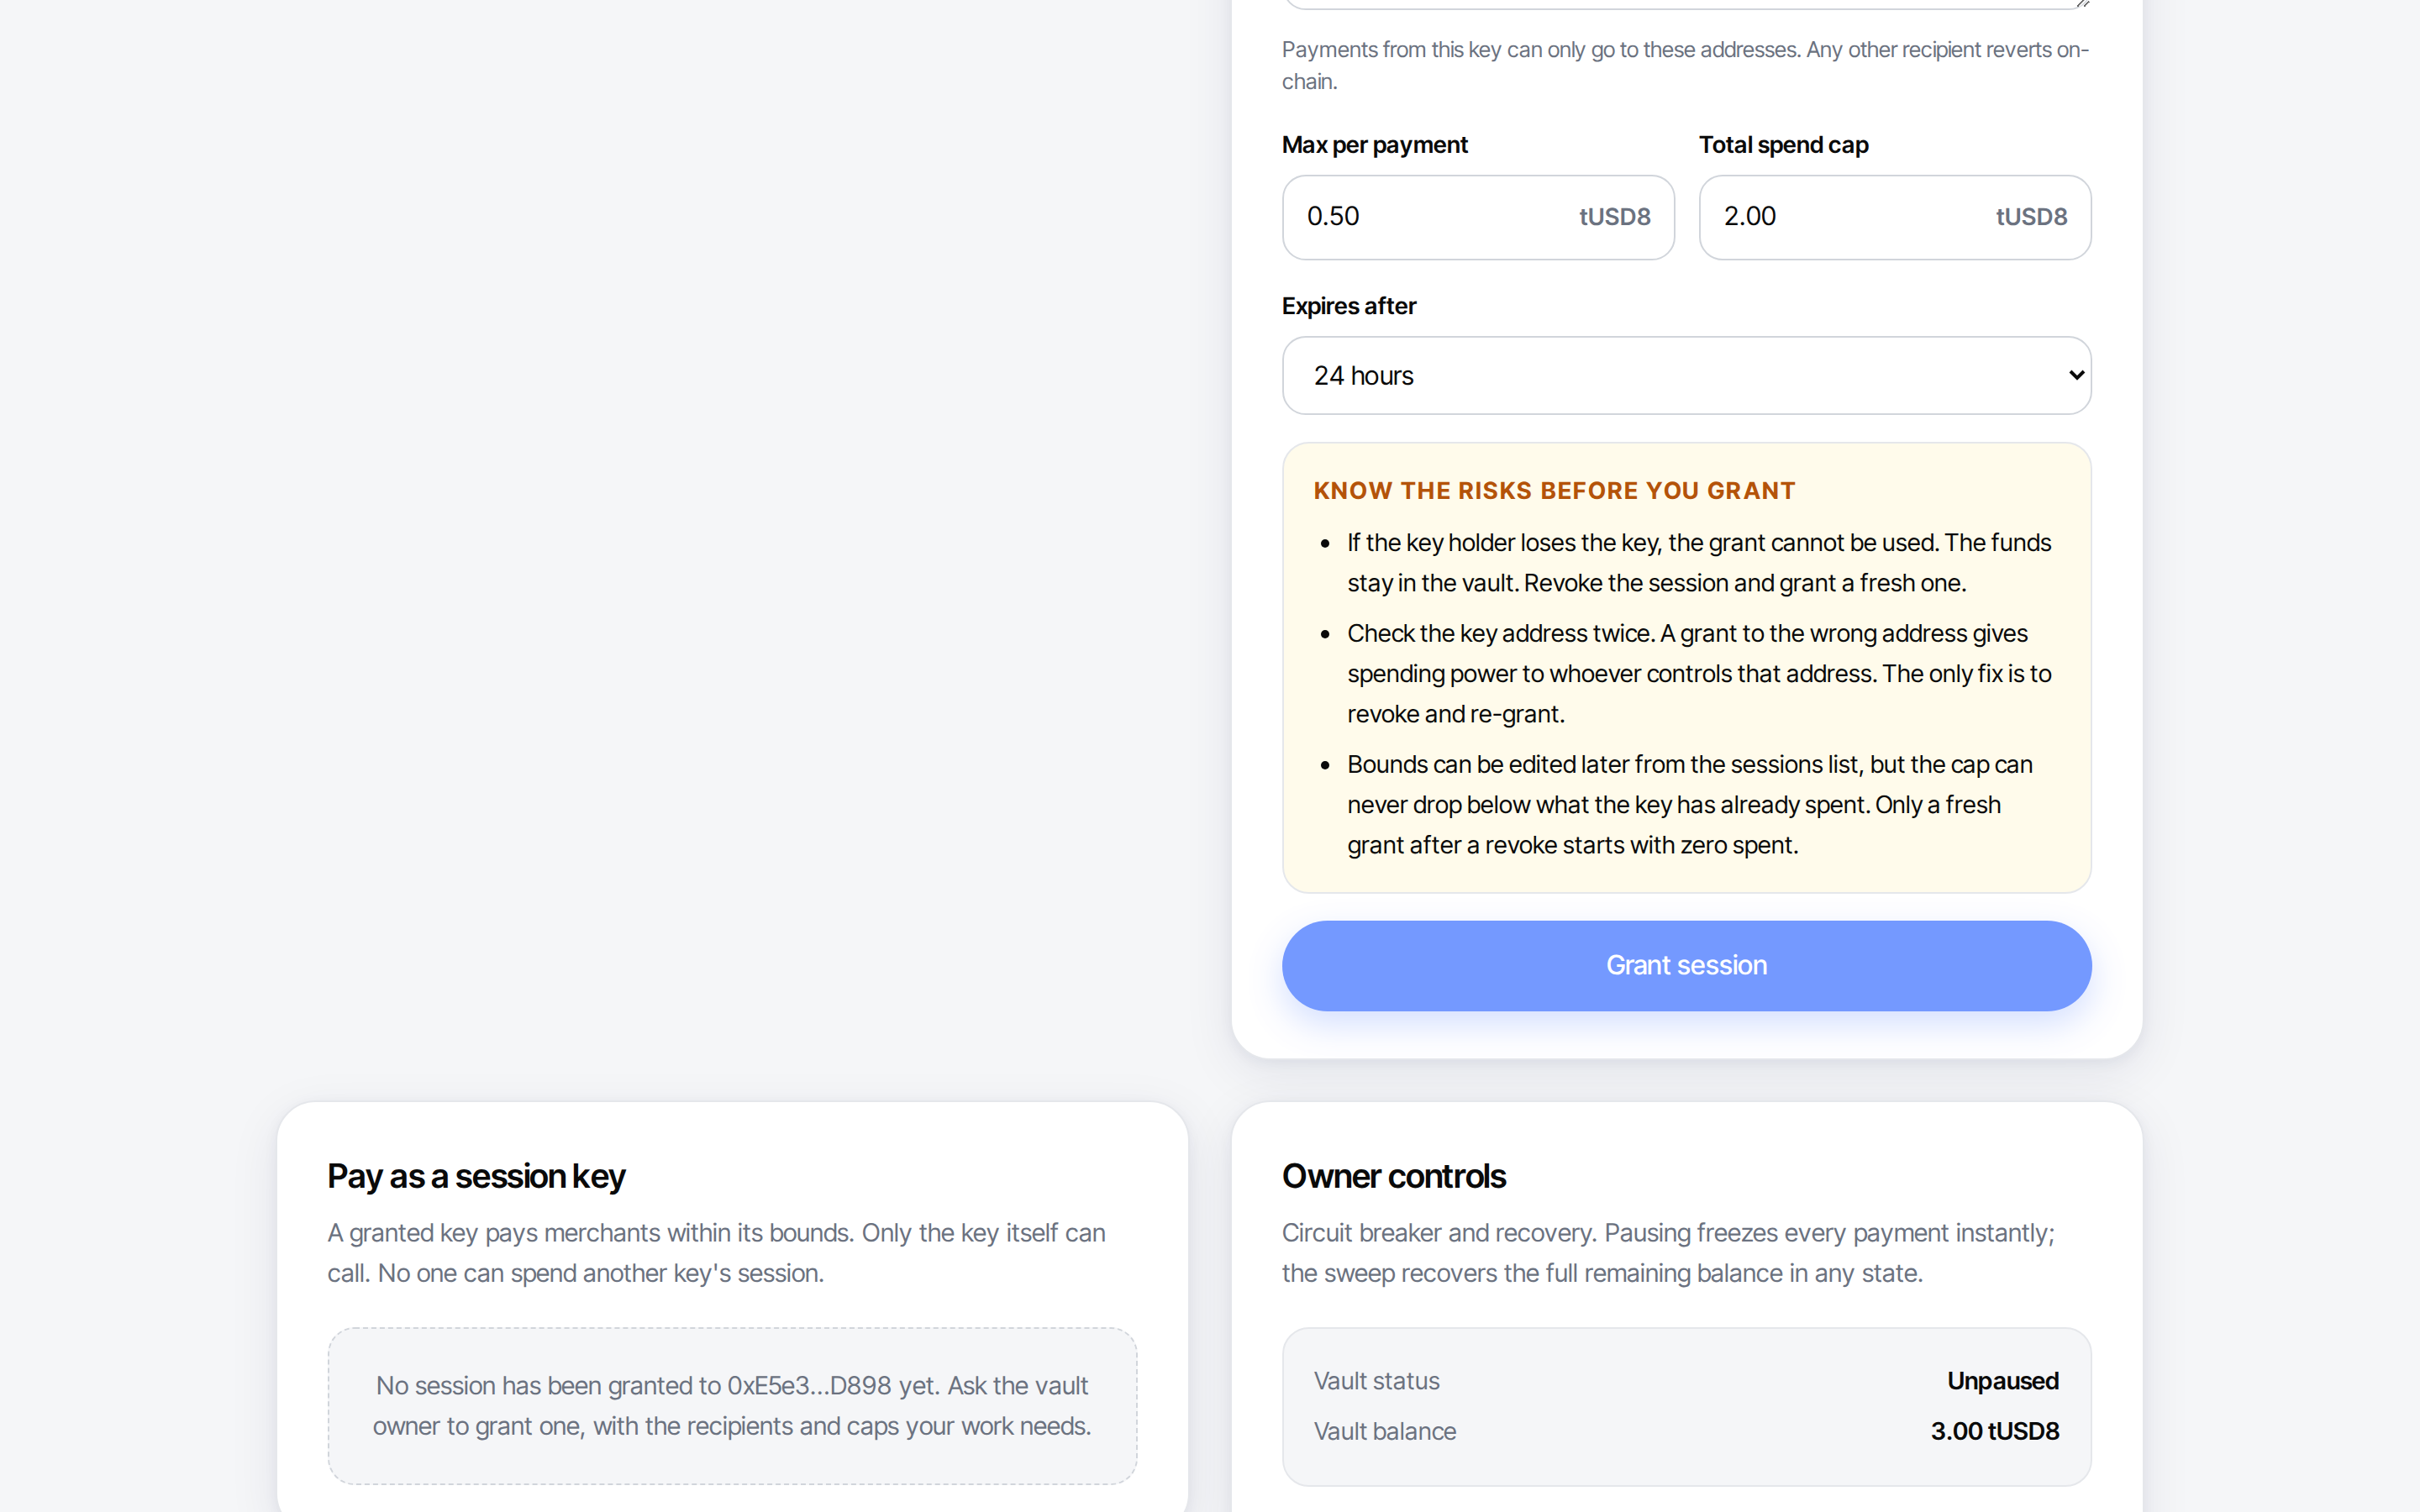 Payments from this key can only go to these addresses. Any other recipient reverts on-
chain.
Max per payment
Total spend cap
0.50 tUSD8
2.00 tUSD8
Expires after
24 hours
KNOW THE RISKS BEFORE YOU GRANT
• If the key holder loses the key, the grant cannot be used. The funds
stay in the vault. Revoke the session and grant a fresh one.
• Check the key address twice. A grant to the wrong address gives
spending power to whoever controls that address. The only fix is to
revoke and re-grant.
• Bounds can be edited later from the sessions list, but the cap can
never drop below what the key has already spent. Only a fresh
grant after a revoke starts with zero spent.
Grant session
Pay as a session key
A granted key pays merchants within its bounds. Only the key itself can
call. No one can spend another key's session.
No session has been granted to 0xE5e3...D898 yet. Ask the vault
owner to grant one, with the recipients and caps your work needs.
Owner controls
Circuit breaker and recovery. Pausing freezes every payment instantly;
the sweep recovers the full remaining balance in any state.
Vault status Unpaused
Vault balance 3.00 tUSD8